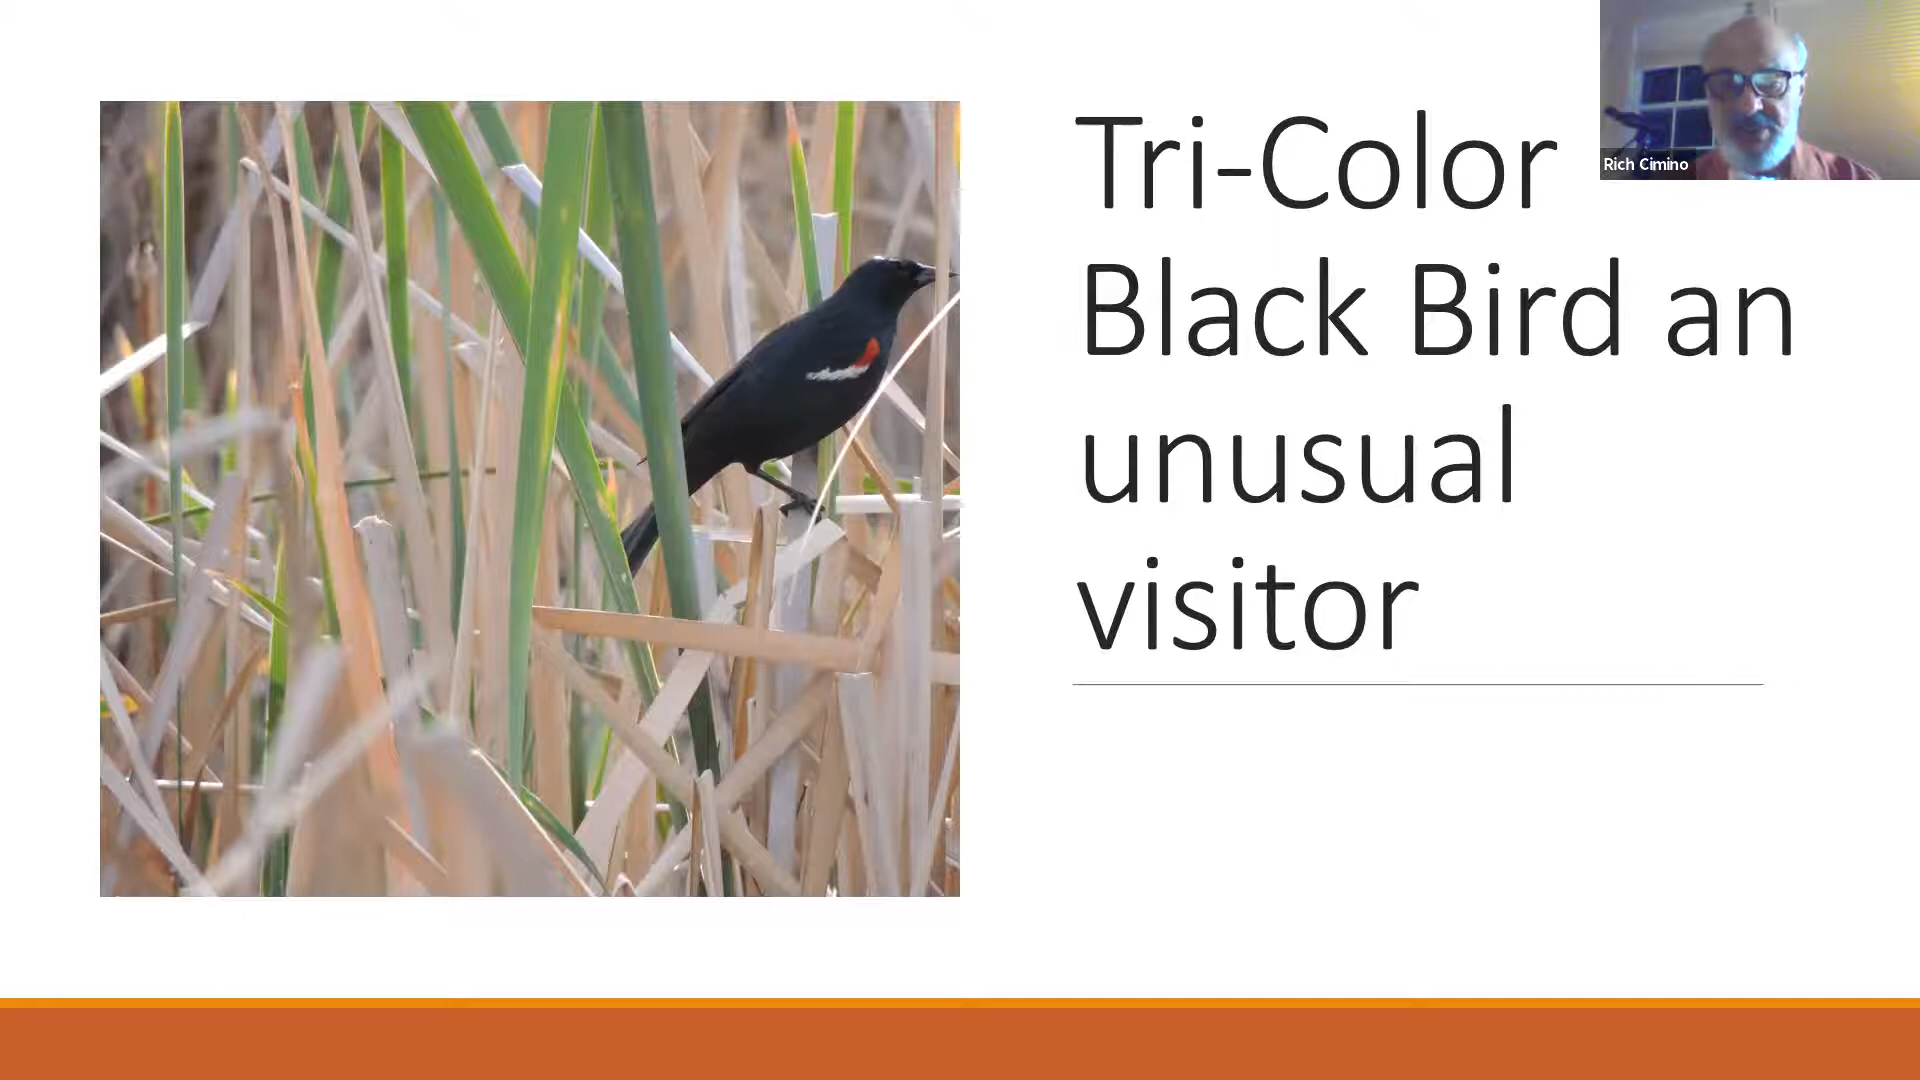 Tri-Color
Black Bird an
unusual
visitor
Rich Cimino